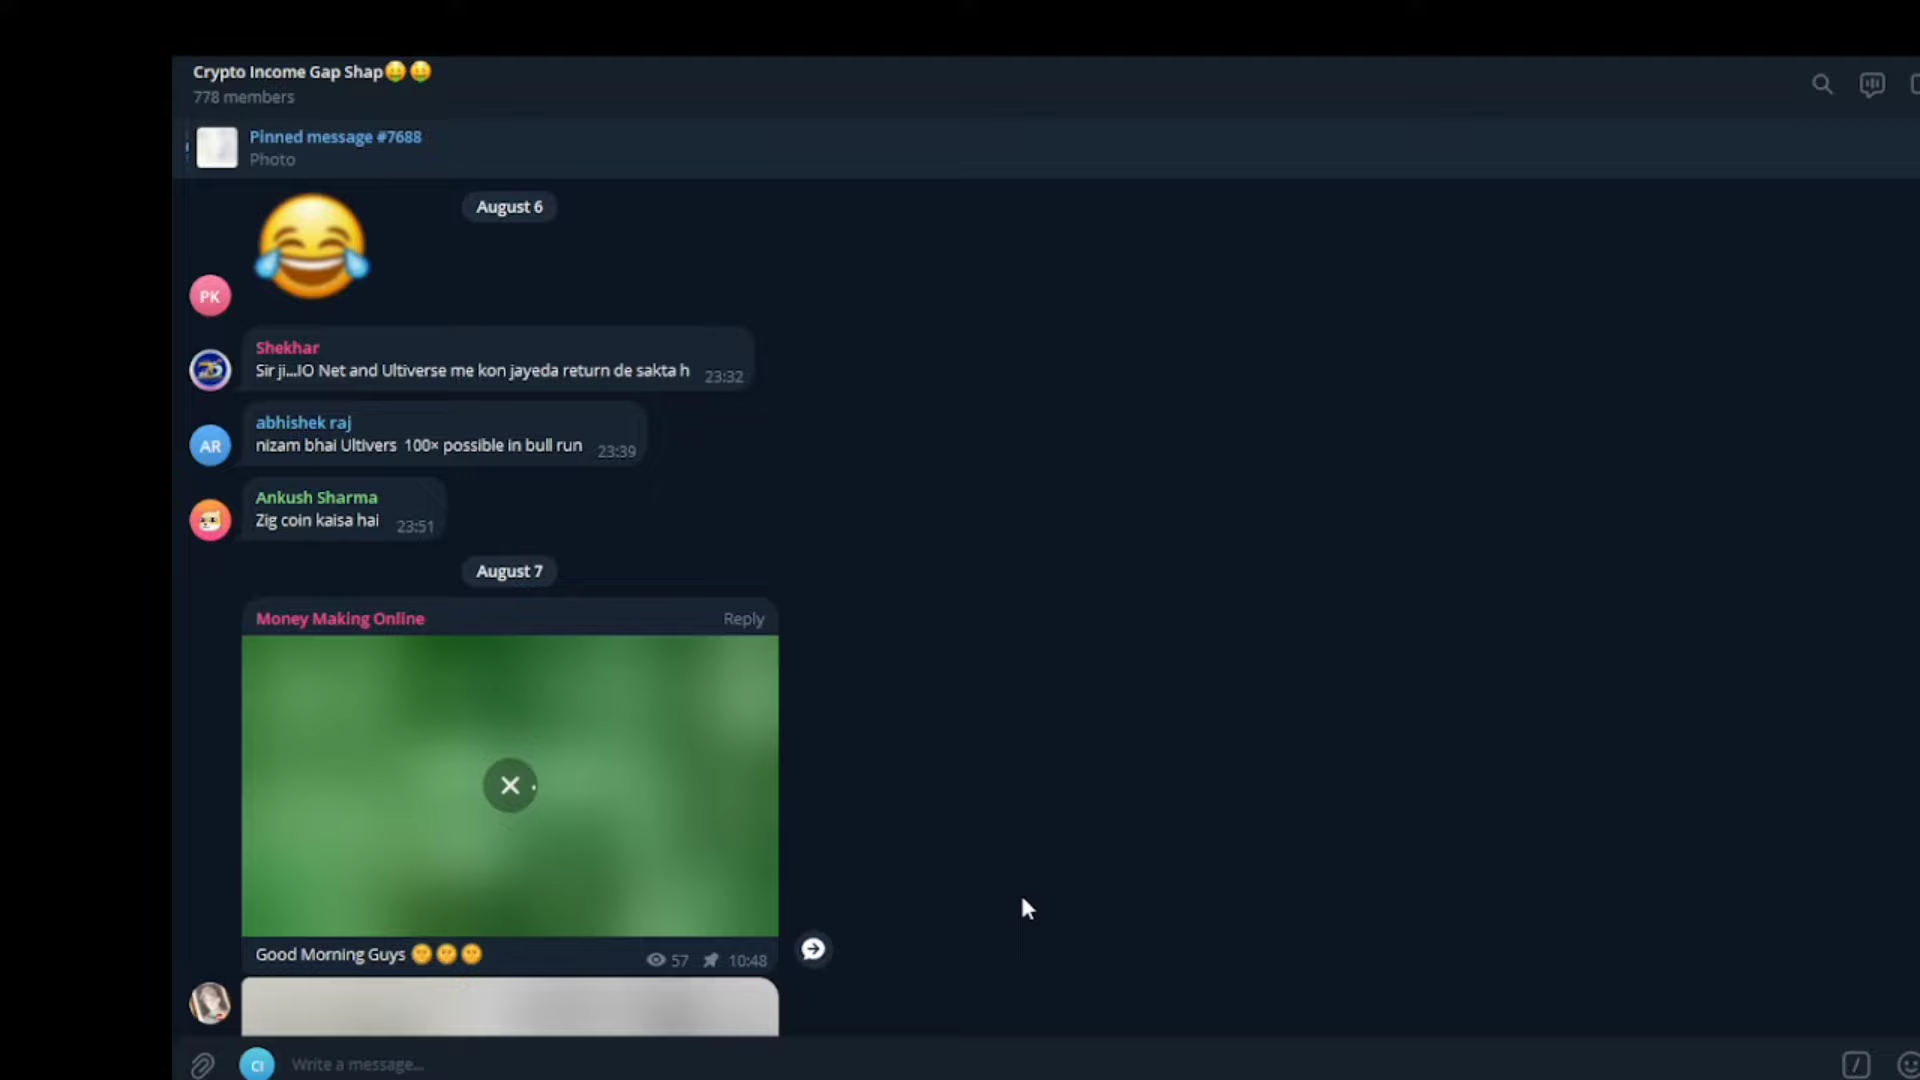 Crypto Income Gap Shap🤑🤑
778 members
Pinned message #7688
Photo
August 6
😂
PK
Shekhar
Sir ji...IO Net and Ultiverse me kon jayeda return de sakta h 23:32
abhishek raj
AR
nizam bhai Ultivers 100× possible in bull run 23:39
Ankush Sharma
Zig coin kaisa hai 23:51
August 7
Money Making Online Reply
Good Morning Guys 57 10:48
CI
Write a message...